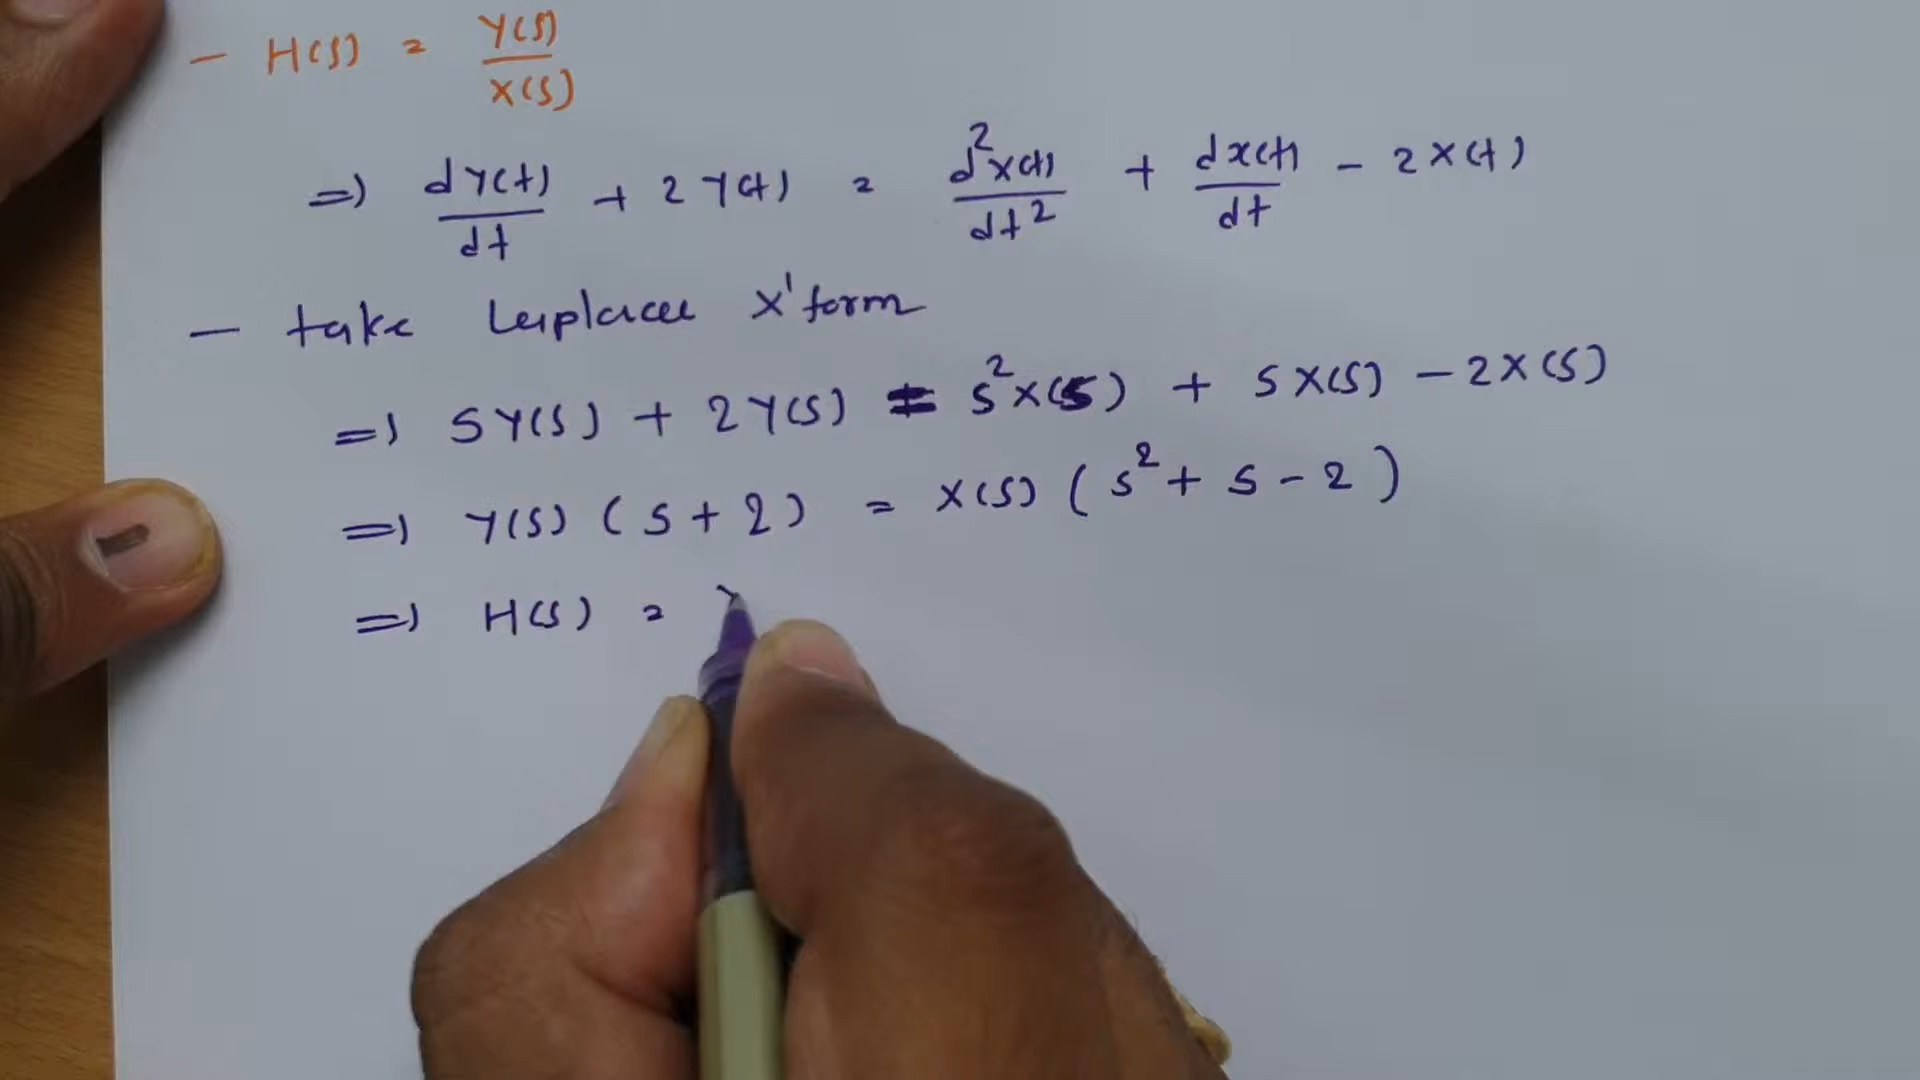 - H(s) = Y(s)/X(s)
=> dy(t)/dt + 2y(t) = d²x(t)/dt² + dx(t)/dt - 2x(t)
- take Laplace X'form
=> sY(s) + 2Y(s) = s²X(s) + sX(s) - 2X(s)
=> Y(s) (s + 2) = X(s) (s² + s - 2)
=> H(s) =